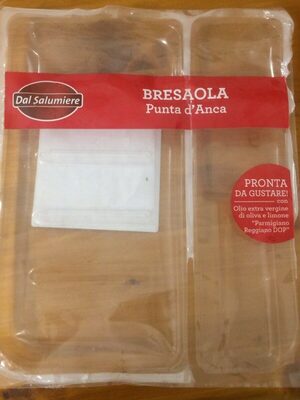 Dal Salumiere
BRESAOLA
Punta d'Anca
PRONTA
DA GUSTARE!
con
Olio extra vergine
di oliva e limone
"Parmigiano
Reggiano DOP"